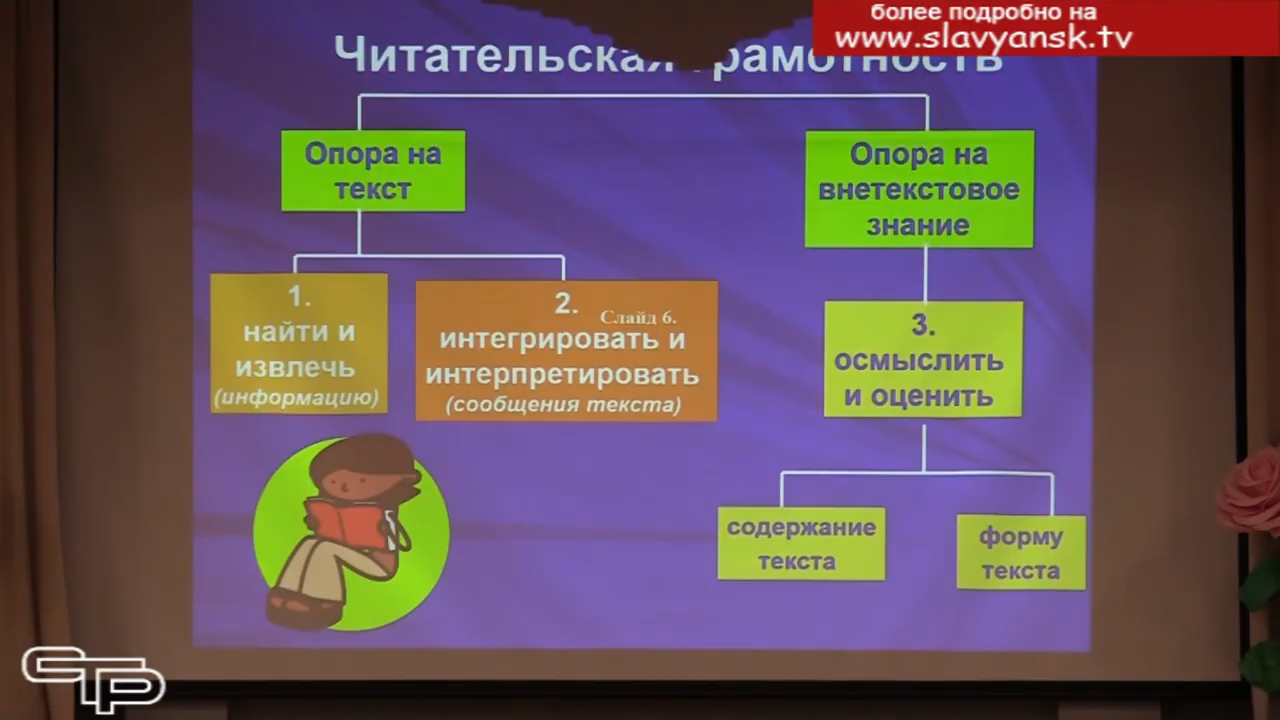 более подробно на
www.slavyansk.tv
Читательская грамотность
Опора на
текст
Опора на
внетекстовое
знание
1.
найти и
извлечь
(информацию)
2.
Слайд 6.
интегрировать и
интерпретировать
(сообщения текста)
3.
осмыслить
и оценить
содержание
текста
форму
текста
СТР